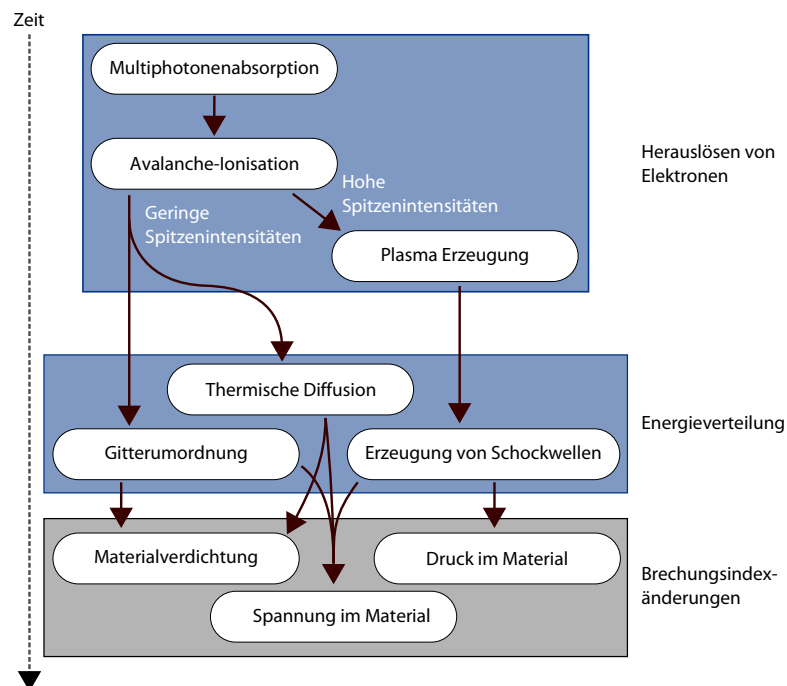 Zeit
Multiphotonenabsorption
Avalanche-Ionisation
Herauslösen von
Elektronen
Hohe
Spitzenintensitäten
Geringe
Spitzenintensitäten
Plasma Erzeugung
Thermische Diffusion
Energieverteilung
Gitterumordnung
Erzeugung von Schockwellen
Materialverdichtung
Druck im Material
Brechungsindex-
änderungen
Spannung im Material